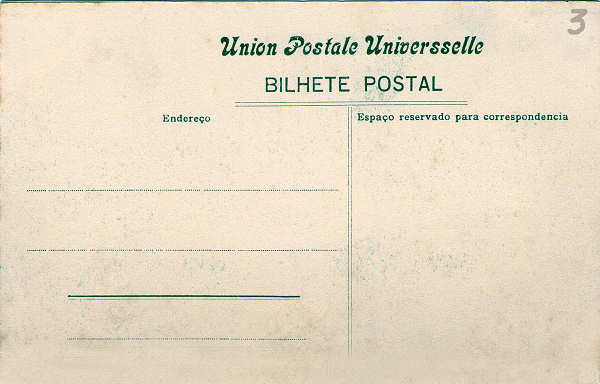 3
Union Postale Universselle
BILHETE POSTAL
Endereço
Espaço reservado para correspondencia